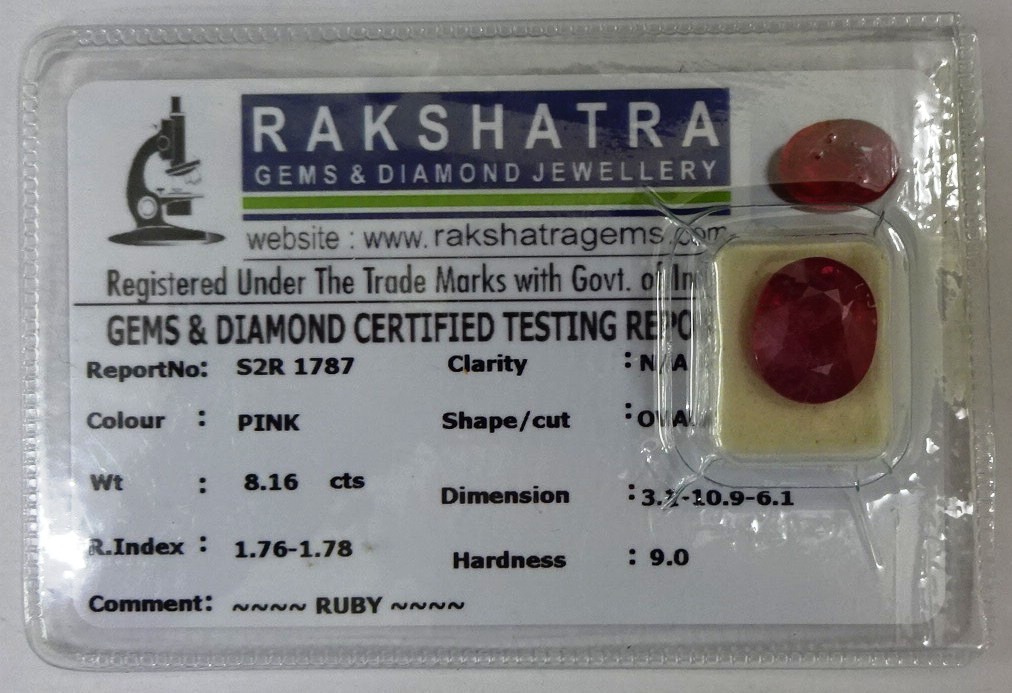 RAKSHATRA
GEMS & DIAMOND JEWELLERY
website : www.rakshatragems.com
Registered Under The Trade Marks with Govt. of
GEMS & DIAMOND CERTIFIED TESTING
ReportNo: S2R 1787 Clarity : N/A
Colour : PINK Shape/cut :
Wt : 8.16 cts Dimension :
R.Index : 1.76-1.78 Hardness : 9.0
Comment: ~~~~ RUBY ~~~~